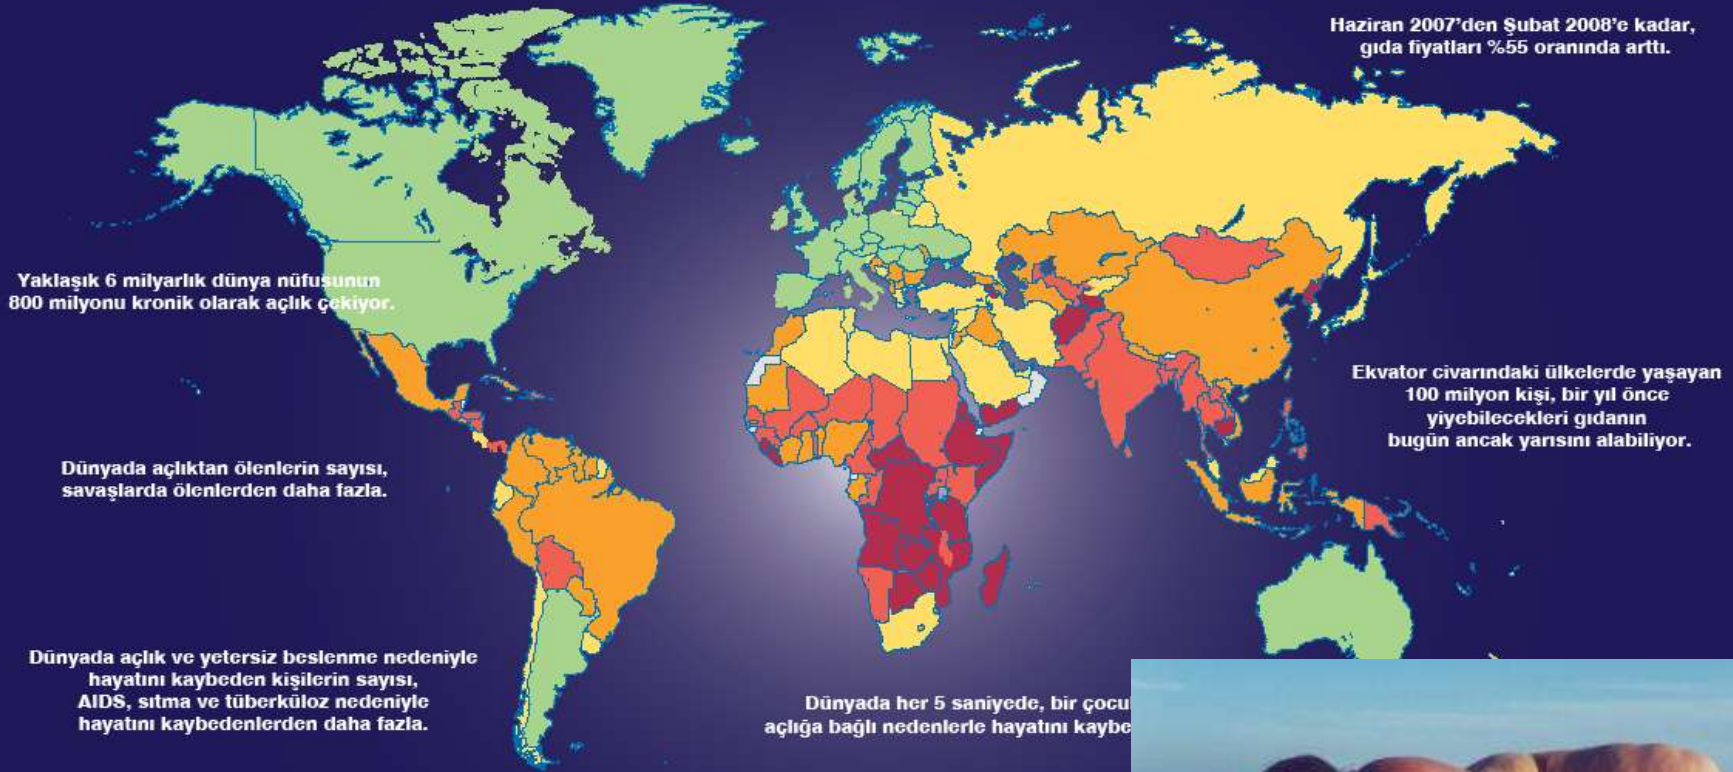 Haziran 2007'den Şubat 2008'e kadar,
gıda fiyatları %55 oranında arttı.
Yaklaşık 6 milyarlık dünya nüfusunun
800 milyonu kronik olarak açlık çekiyor.
Ekvator civarındaki ülkelerde yaşayan
100 milyon kişi, bir yıl önce
yiyebilecekleri gıdanın
bugün ancak yarısını alabiliyor.
Dünyada açlıktan ölenlerin sayısı,
savaşlarda ölenlerden daha fazla.
Dünyada açlık ve yetersiz beslenme nedeniyle
hayatını kaybeden kişilerin sayısı,
AIDS, sıtma ve tüberküloz nedeniyle
hayatını kaybedenlerden daha fazla.
Dünyada her 5 saniyede, bir
açlığa bağlı nedenlerle hayatını